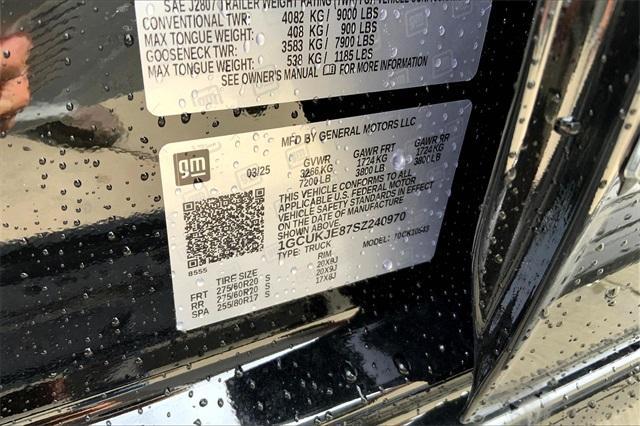 SAE J2807 TRAILER WEIGHT RATING (TWR) FOR VEHICLE
CONVENTIONAL TWR: 4082 KG/ 9000 LBS
MAX TONGUE WEIGHT: 408 KG/ 900 LBS
GOOSENECK TWR: 3583 KG/ 7900 LBS
MAX TONGUE WEIGHT: 538 KG/ 1185 LBS
SEE OWNER'S MANUAL FOR MORE INFORMATION
MFD BY GENERAL MOTORS LLC
gm
03/25 GVWR GAWR FRT GAWR RR
3266 KG 1724 KG 1724 KG
7200 LB 3800 LB 3800 LB
THIS VEHICLE CONFORMS TO ALL
APPLICABLE U.S. FEDERAL MOTOR
VEHICLE SAFETY STANDARDS IN EFFECT
ON THE DATE OF MANUFACTURE
1GCUKJE87SZ240970
TYPE: TRUCK MODEL: 10CK10543
8555
TIRE SIZE RIM
FRT 275/60R20 S 20X9J
RR 275/60R20 S 20X9J
SPA 255/80R17 S 17X8J